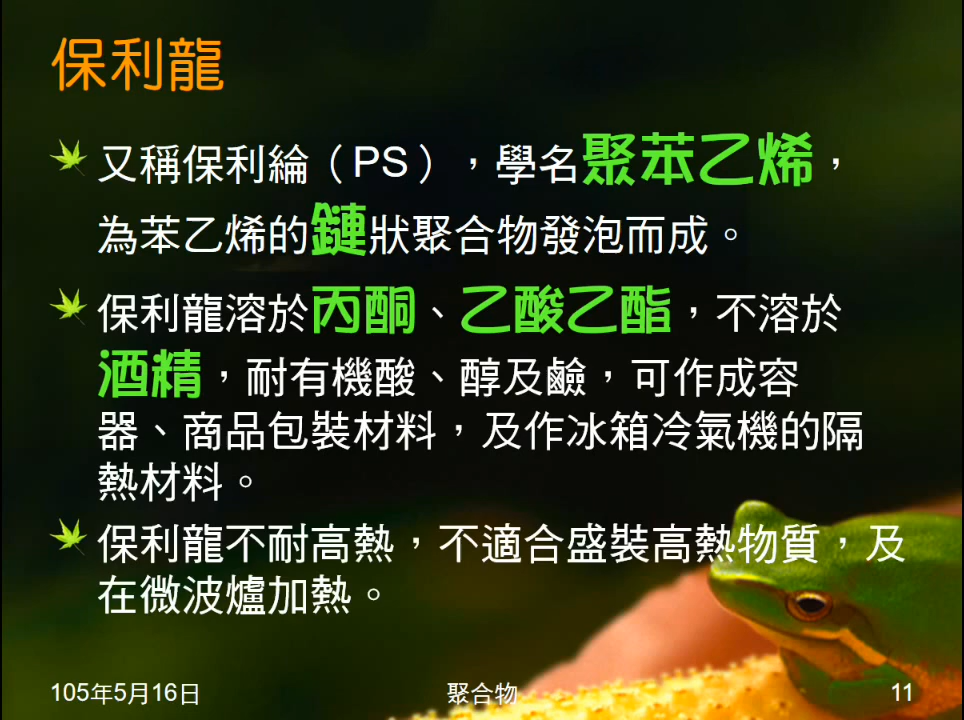 保利龍
又稱保利綸（PS），學名聚苯乙烯，
為苯乙烯的鏈狀聚合物發泡而成。
保利龍溶於丙酮、乙酸乙酯，不溶於
酒精，耐有機酸、醇及鹼，可作成容
器、商品包裝材料，及作冰箱冷氣機的隔
熱材料。
保利龍不耐高熱，不適合盛裝高熱物質，及
在微波爐加熱。
105年5月16日
聚合物
11